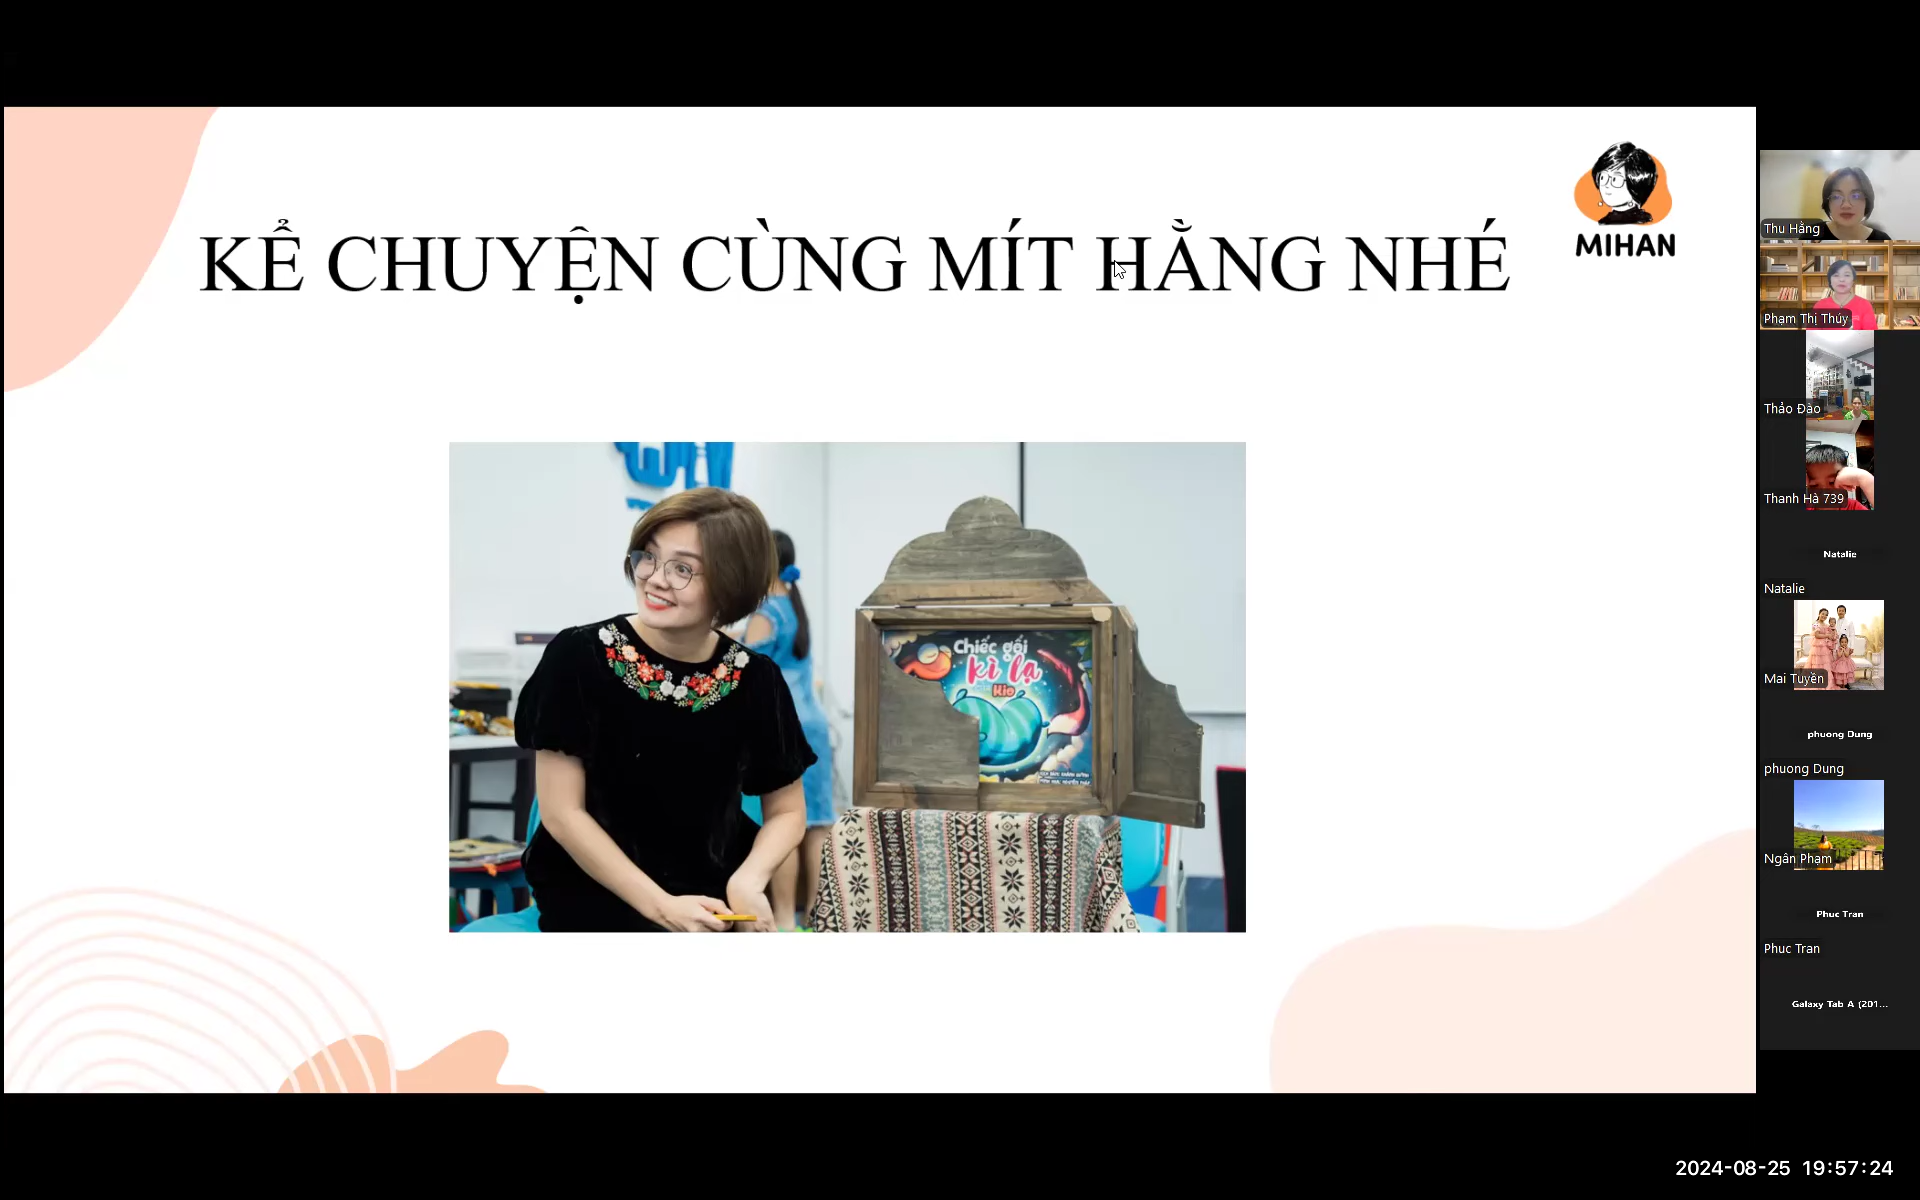 KỂ CHUYỆN CÙNG MÍT HẰNG NHÉ
MIHAN
Chiếc gối
kì lạ
Kio
Thu Hằng
Phạm Thị Thúy
Thảo Đào
Thanh Hà 739
Natalie
Natalie
Mai Tuyền
phuong Dung
phuong Dung
Ngân Phạm
Phuc Tran
Phuc Tran
Galaxy Tab A (201...
2024-08-25 19:57:24